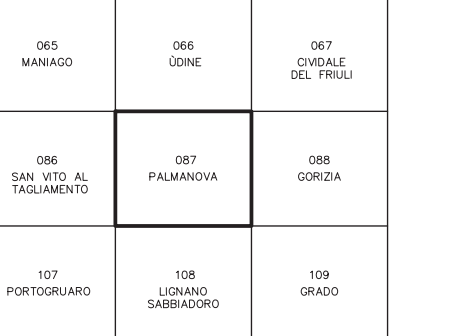 065
MANIAGO
066
ÙDINE
067
CIVIDALE
DEL FRIULI
086
SAN VITO AL
TAGLIAMENTO
087
PALMANOVA
088
GORIZIA
107
PORTOGRUARO
108
LIGNANO
SABBIADORO
109
GRADO